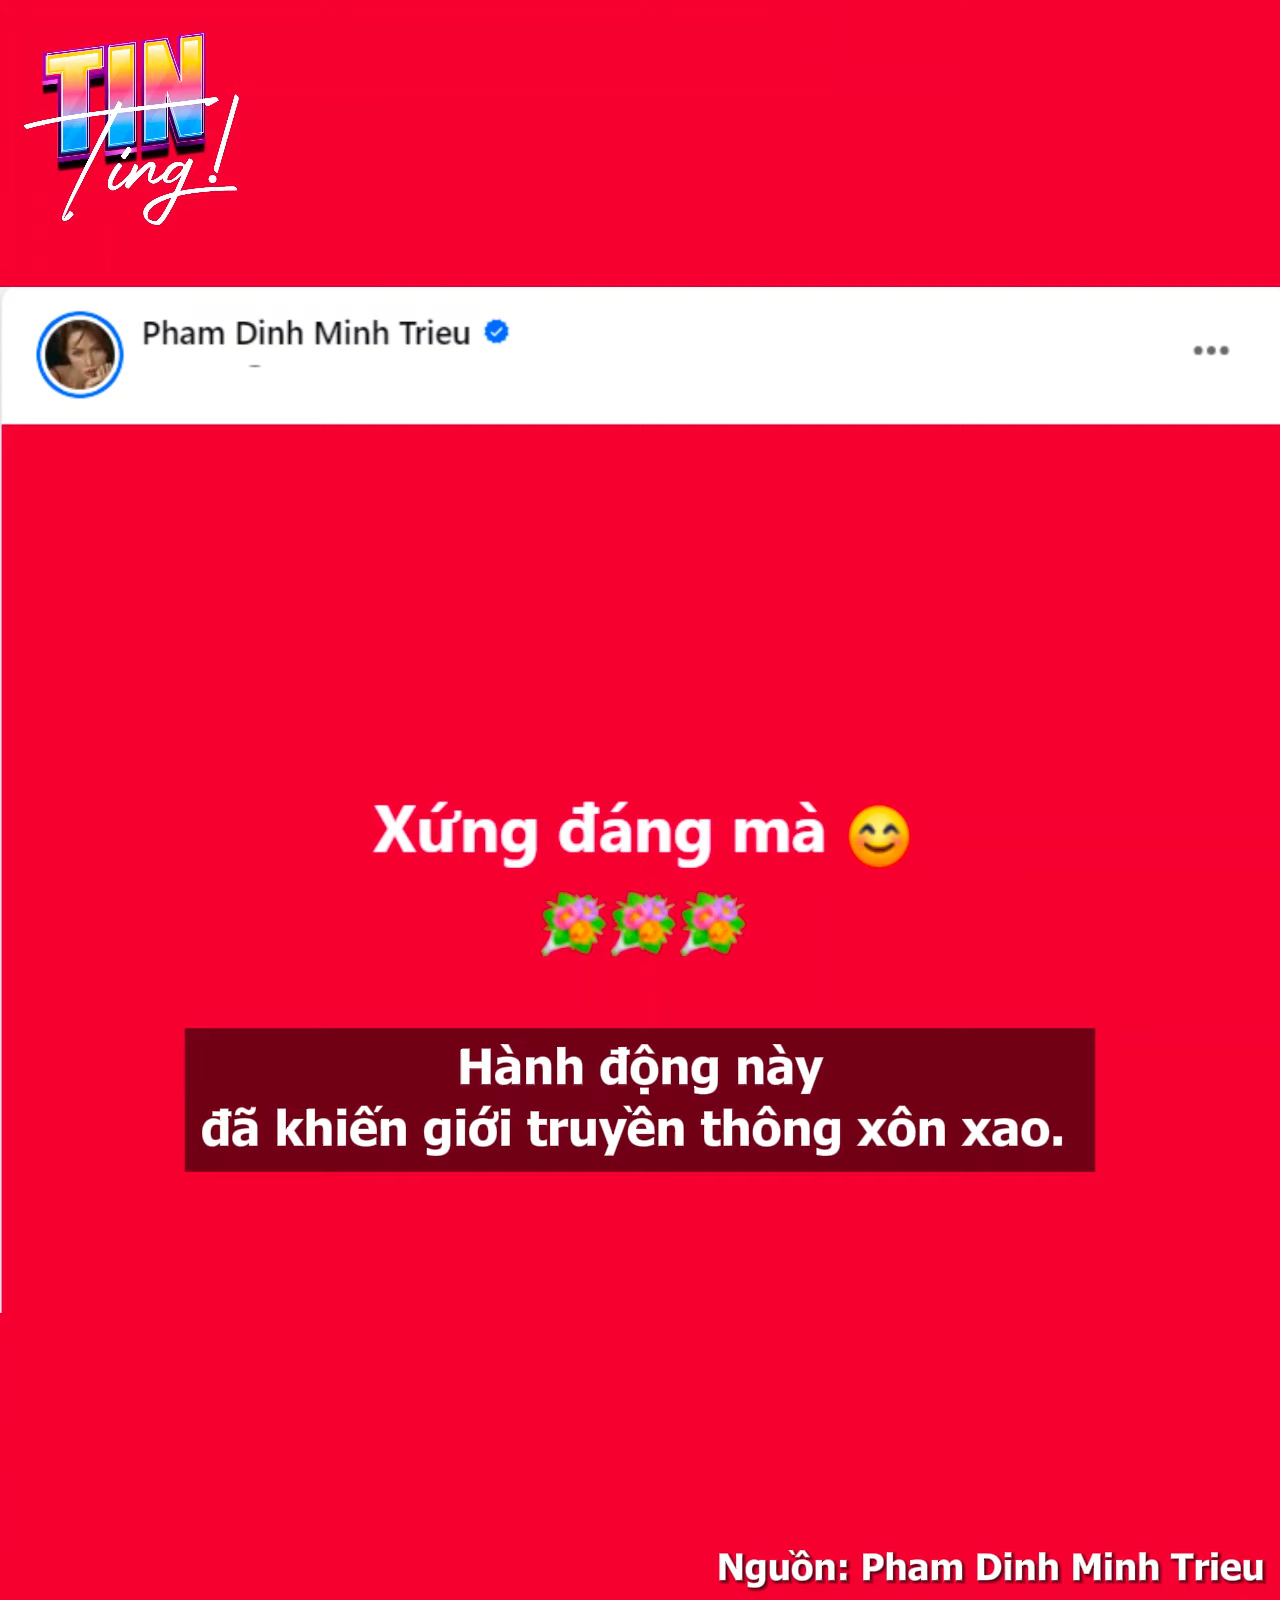 TIN
Ting!
Pham Dinh Minh Trieu
Xứng đáng mà 😊
💐💐💐
Hành động này
đã khiến giới truyền thông xôn xao.
Nguồn: Pham Dinh Minh Trieu